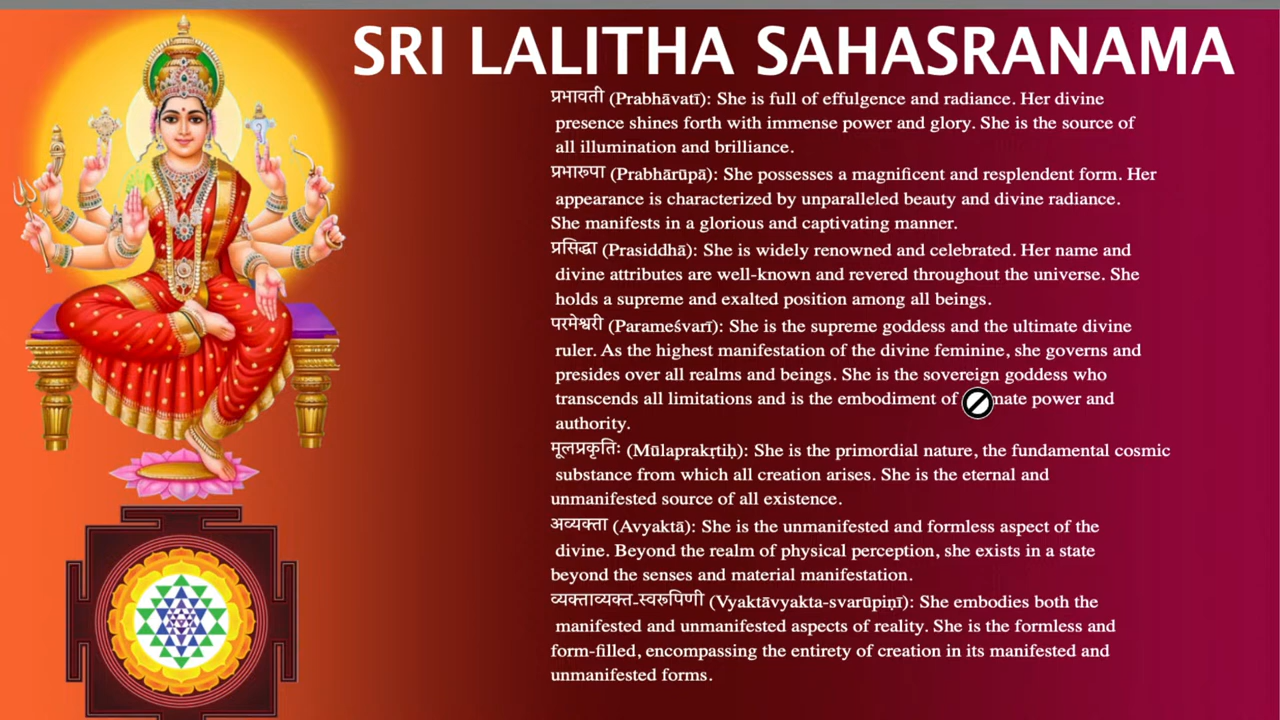 SRI LALITHA SAHASRANAMA
प्रभावती (Prabhāvatī): She is full of effulgence and radiance. Her divine
presence shines forth with immense power and glory. She is the source of
all illumination and brilliance.
प्रभारूपा (Prabhārūpā): She possesses a magnificent and resplendent form. Her
appearance is characterized by unparalleled beauty and divine radiance.
She manifests in a glorious and captivating manner.
प्रसिद्धा (Prasiddhā): She is widely renowned and celebrated. Her name and
divine attributes are well-known and revered throughout the universe. She
holds a supreme and exalted position among all beings.
परमेश्वरी (Parameśvarī): She is the supreme goddess and the ultimate divine
ruler. As the highest manifestation of the divine feminine, she governs and
presides over all realms and beings. She is the sovereign goddess who
transcends all limitations and is the embodiment of power and
authority.
मूलप्रकृतिः (Mūlaprakṛtiḥ): She is the primordial nature, the fundamental cosmic
substance from which all creation arises. She is the eternal and
unmanifested source of all existence.
अव्यक्ता (Avyaktā): She is the unmanifested and formless aspect of the
divine. Beyond the realm of physical perception, she exists in a state
beyond the senses and material manifestation.
व्यक्ताव्यक्त-स्वरूपिणी (Vyaktāvyakta-svarūpiṇī): She embodies both the
manifested and unmanifested aspects of reality. She is the formless and
form-filled, encompassing the entirety of creation in its manifested and
unmanifested forms.